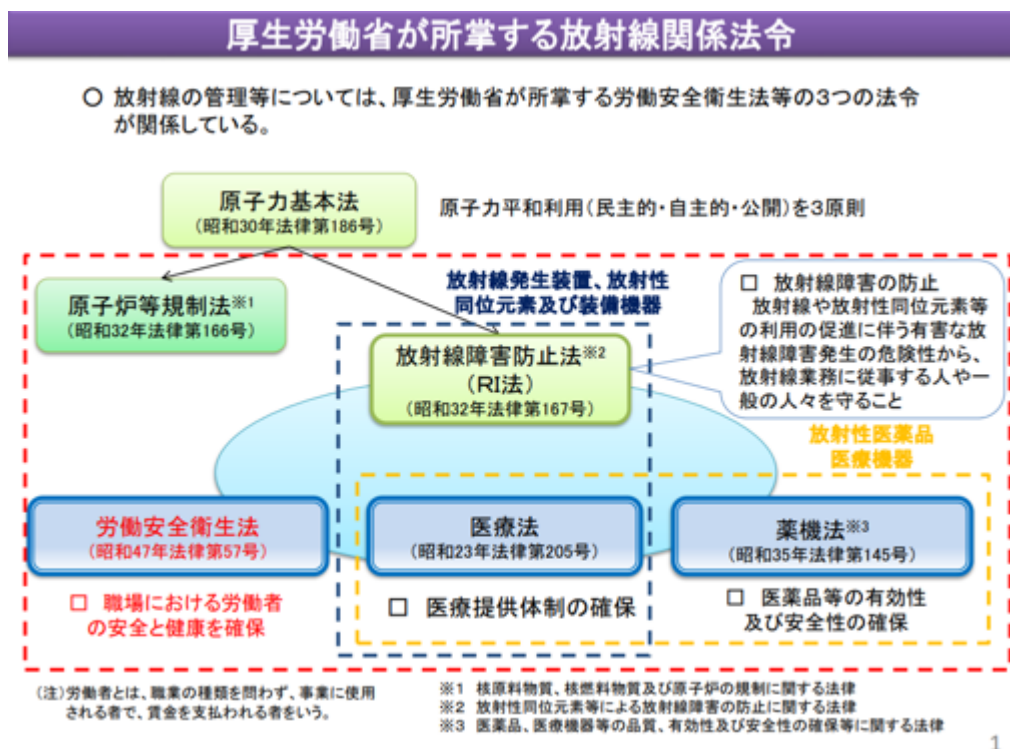 厚生労働省が所掌する放射線関係法令
〇 放射線の管理等については、厚生労働省が所掌する労働安全衛生法等の3つの法令
が関係している。
原子力基本法
(昭和30年法律第186号)
原子力平和利用(民主的・自主的・公開)を3原則
原子炉等規制法※1
(昭和32年法律第166号)
放射線発生装置、放射性
同位元素及び装備機器
放射線障害防止法※2
(RI法)
(昭和32年法律第167号)
□ 放射線障害の防止
放射線や放射性同位元素等
の利用の促進に伴う有害な放
射線障害発生の危険性から、
放射線業務に従事する人や一
般の人々を守ること
放射性医薬品
医療機器
労働安全衛生法
(昭和47年法律第57号)
医療法
(昭和23年法律第205号)
薬機法※3
(昭和35年法律第145号)
□ 職場における労働者
の安全と健康を確保
□ 医療提供体制の確保
□ 医薬品等の有効性
及び安全性の確保
(注)労働者とは、職業の種類を問わず、事業に使用
される者で、賃金を支払われる者をいう。
※1 核原料物質、核燃料物質及び原子炉の規制に関する法律
※2 放射性同位元素等による放射線障害の防止に関する法律
※3 医薬品、医療機器等の品質、有効性及び安全性の確保等に関する法律
1